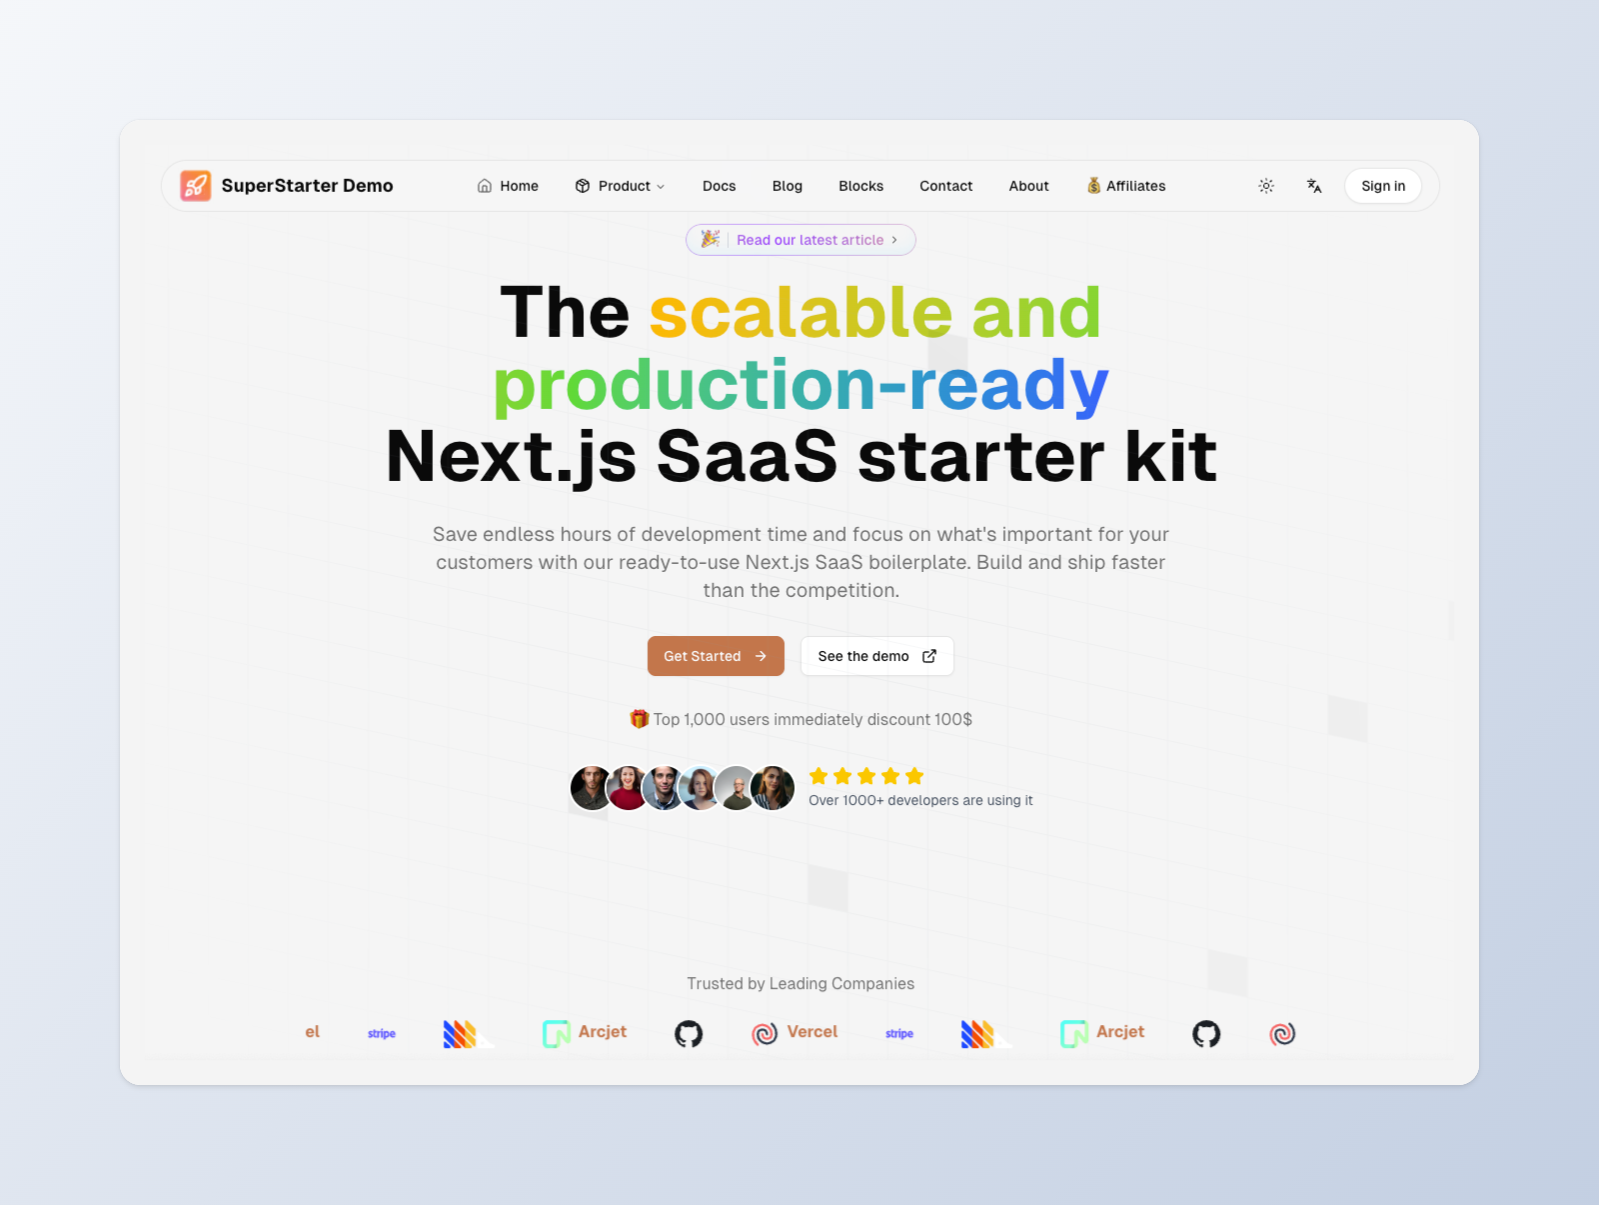 SuperStarter Demo
Home
Product
Docs
Blog
Blocks
Contact
About
Affiliates
Sign in
Read our latest article
The scalable and
production-ready
Next.js SaaS starter kit
Save endless hours of development time and focus on what's important for your
customers with our ready-to-use Next.js SaaS boilerplate. Build and ship faster
than the competition.
Get Started
See the demo
Top 1,000 users immediately discount 100$
Over 1000+ developers are using it
Trusted by Leading Companies
el
stripe
Arcjet
Vercel
stripe
Arcjet